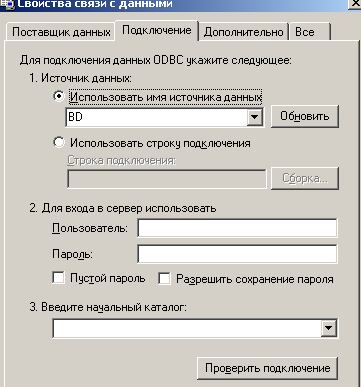 Свойства связи с данными
Поставщик данных Подключение Дополнительно Все
Для подключения данных ODBC укажите следующее:
1. Источник данных:
Использовать имя источника данных
BD Обновить
Использовать строку подключения
Строка подключения:
Сборка...
2. Для входа в сервер использовать
Пользователь:
Пароль:
Пустой пароль Разрешить сохранение пароля
3. Введите начальный каталог:
Проверить подключение